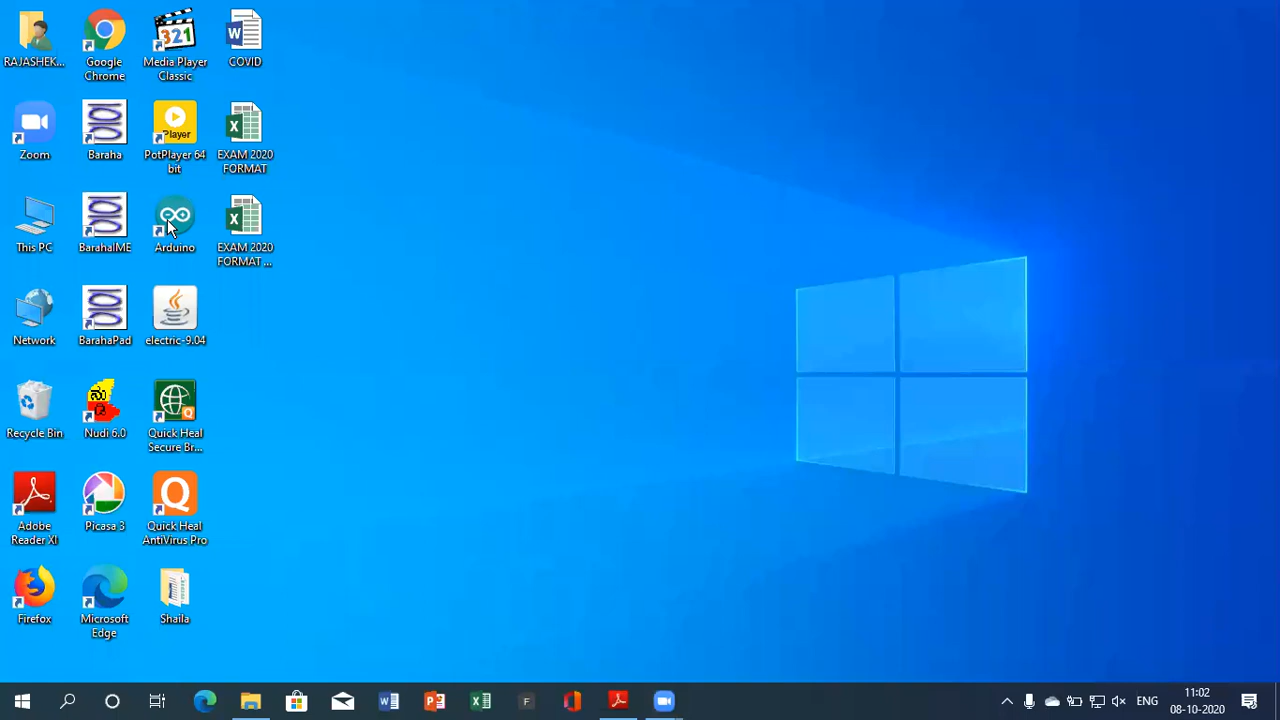 RAJASHEK...
Google
Chrome
Media Player
Classic
COVID
Zoom
Baraha
Player
PotPlayer 64
bit
EXAM 2020
FORMAT
This PC
BarahaIME
Arduino
EXAM 2020
FORMAT ...
Network
BarahaPad
electric-9.04
Recycle Bin
ನು
ಡಿ
Nudi 6.0
Quick Heal
Secure Br...
Adobe
Reader XI
Picasa 3
Quick Heal
AntiVirus Pro
Firefox
Microsoft
Edge
Shaila
ENG
11:02
08-10-2020